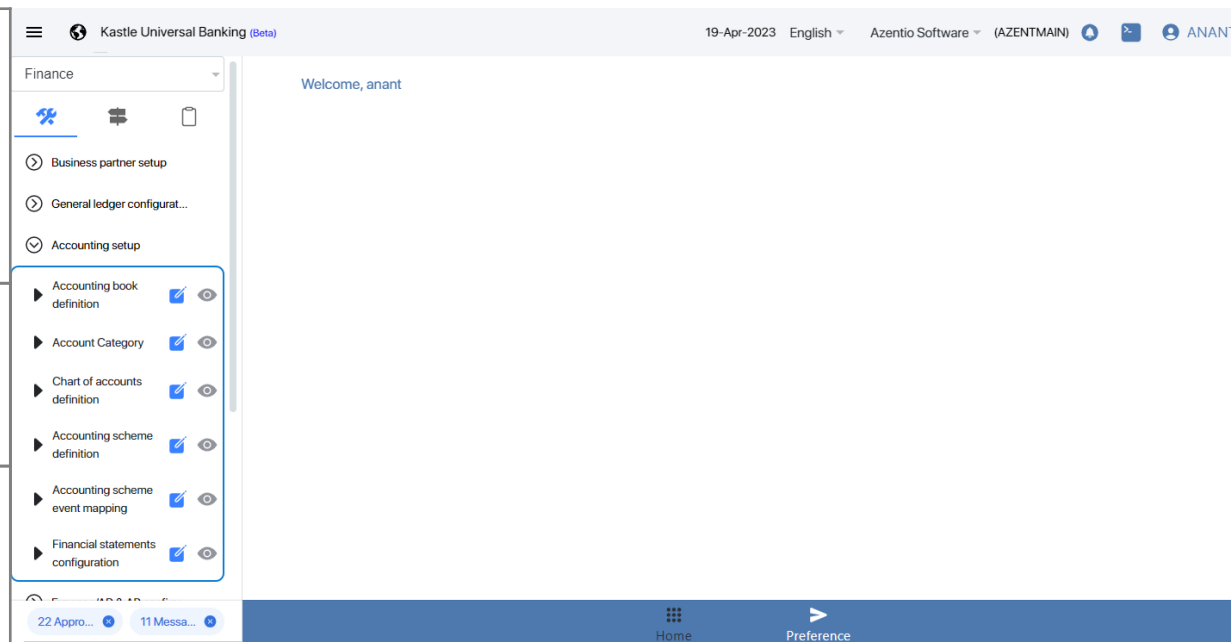 Kastle Universal Banking (Beta)
19-Apr-2023 English Azentio Software (AZENTMAIN) ANANT
Finance
Welcome, anant
Business partner setup
General ledger configurat...
Accounting setup
Accounting book
definition
Account Category
Chart of accounts
definition
Accounting scheme
definition
Accounting scheme
event mapping
Financial statements
configuration
22 Appro...
11 Messa...
Home
Preference